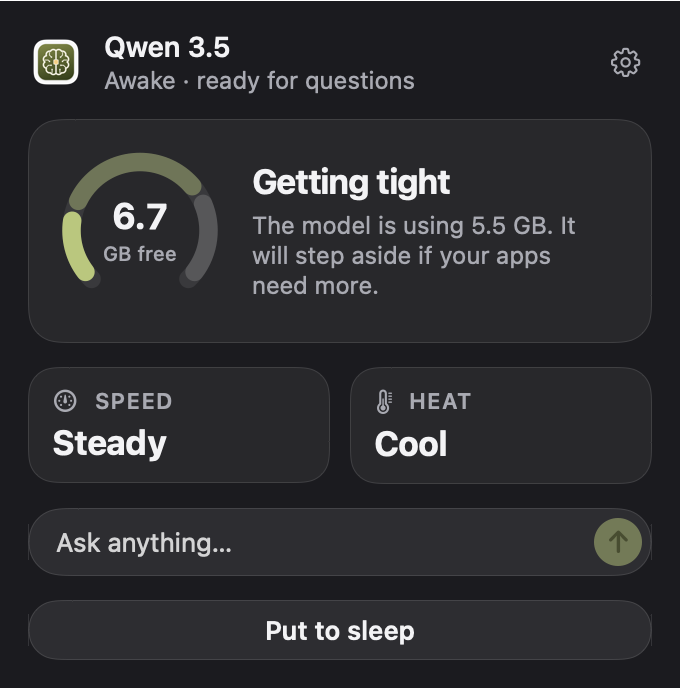 Qwen 3.5
Awake · ready for questions
6.7
GB free
Getting tight
The model is using 5.5 GB. It
will step aside if your apps
need more.
SPEED
Steady
HEAT
Cool
Ask anything...
Put to sleep